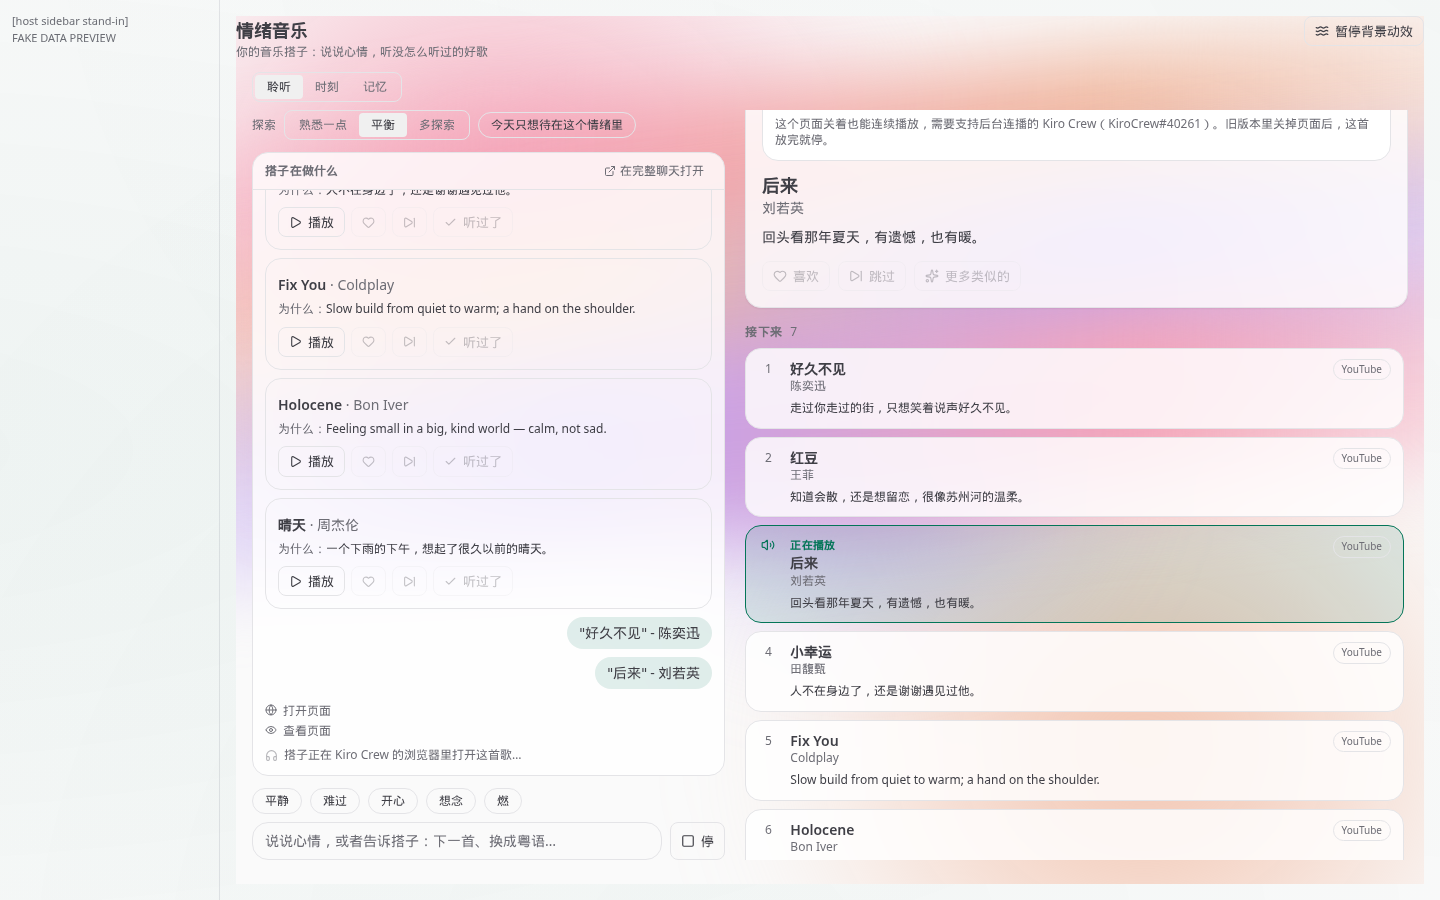 [host sidebar stand-in]
FAKE DATA PREVIEW
情绪音乐
你的音乐搭子：说说心情，听没怎么听过的好歌
暂停背景动效
聆听
时刻
记忆
探索
熟悉一点
平衡
多探索
今天只想待在这个情绪里
搭子在做什么
在完整聊天打开
为什么：人不在身边了，还是谢谢遇见过他。
播放
听过了
Fix You · Coldplay
为什么：Slow build from quiet to warm; a hand on the shoulder.
播放
听过了
Holocene · Bon Iver
为什么：Feeling small in a big, kind world — calm, not sad.
播放
听过了
晴天 · 周杰伦
为什么：一个下雨的下午，想起了很久以前的晴天。
播放
听过了
"好久不见" - 陈奕迅
"后来" - 刘若英
打开页面
查看页面
搭子正在 Kiro Crew 的浏览器里打开这首歌...
平静
难过
开心
想念
燃
说说心情，或者告诉搭子：下一首、换成粤语...
停
这个页面关着也能连续播放，需要支持后台连播的 Kiro Crew（KiroCrew#40261）。旧版本里关掉页面后，这首
放完就停。
后来
刘若英
回头看那年夏天，有遗憾，也有暖。
喜欢
跳过
更多类似的
接下来 7
1
好久不见
YouTube
陈奕迅
走过你走过的街，只想笑着说声好久不见。
2
红豆
YouTube
王菲
知道会散，还是想留恋，很像苏州河的温柔。
正在播放
YouTube
后来
刘若英
回头看那年夏天，有遗憾，也有暖。
4
小幸运
YouTube
田馥甄
人不在身边了，还是谢谢遇见过他。
5
Fix You
YouTube
Coldplay
Slow build from quiet to warm; a hand on the shoulder.
6
Holocene
YouTube
Bon Iver